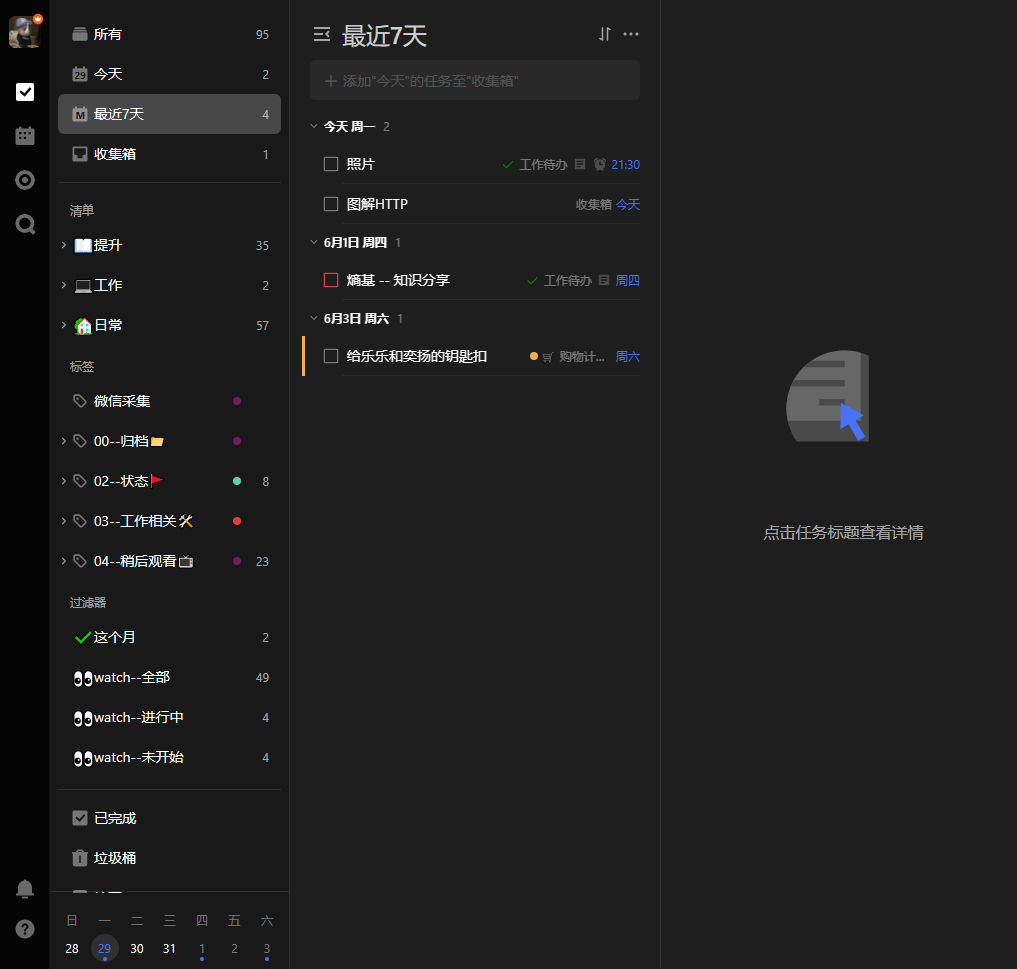 所有 95
29 今天 2
M 最近7天 4
收集箱 1
清单
提升 35
工作 2
日常 57
标签
微信采集
00--归档
02--状态 8
03--工作相关
04--稍后观看 23
过滤器
这个月 2
watch--全部 49
watch--进行中 4
watch--未开始 4
已完成
垃圾桶
日 一 二 三 四 五 六
28 29 30 31 1 2 3
最近7天
添加"今天"的任务至"收集箱"
今天 周一 2
照片 工作待办 21:30
图解HTTP 收集箱 今天
6月1日 周四 1
熵基 -- 知识分享 工作待办 周四
6月3日 周六 1
给乐乐和奕扬的钥匙扣 购物计... 周六
点击任务标题查看详情